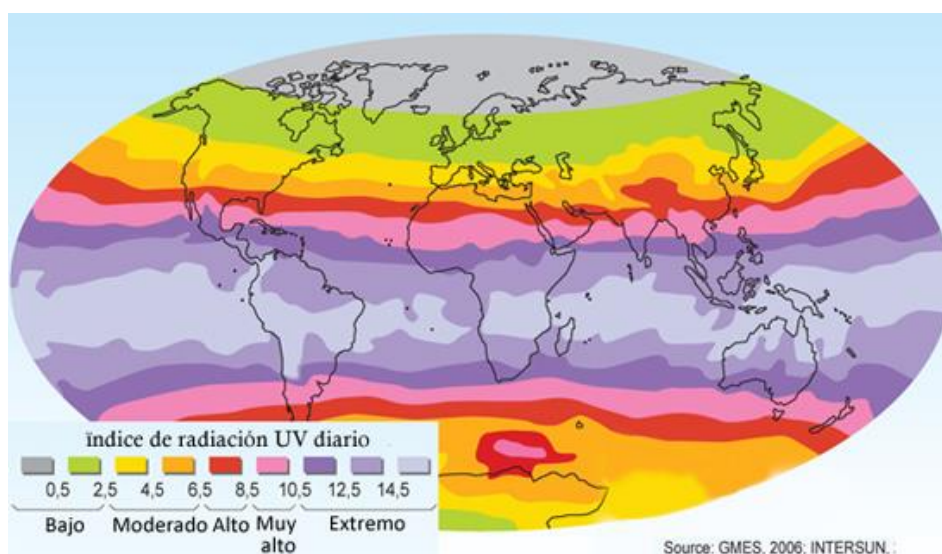 índice de radiación UV diario
0,5 2,5 4,5 6,5 8,5 10,5 12,5 14,5
Bajo Moderado Alto Muy alto Extremo
Source: GMES, 2006; INTERSUN.